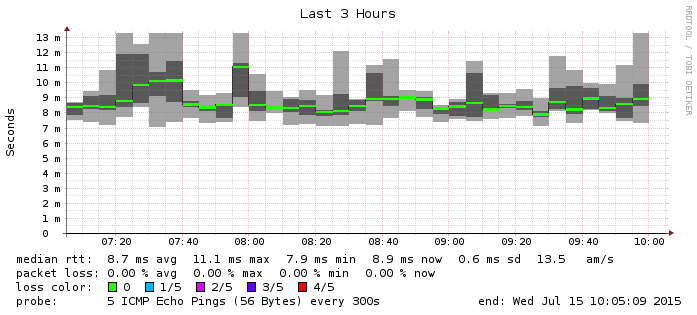 Last 3 Hours
RRDTOOL / TOBI OETIKER
Seconds
13 m
12 m
11 m
10 m
9 m
8 m
7 m
6 m
5 m
4 m
3 m
2 m
1 m
0
07:20 07:40 08:00 08:20 08:40 09:00 09:20 09:40 10:00
median rtt: 8.7 ms avg 11.1 ms max 7.9 ms min 8.9 ms now 0.6 ms sd 13.5 am/s
packet loss: 0.00 % avg 0.00 % max 0.00 % min 0.00 % now
loss color: 0 1/5 2/5 3/5 4/5
probe: 5 ICMP Echo Pings (56 Bytes) every 300s end: Wed Jul 15 10:05:09 2015